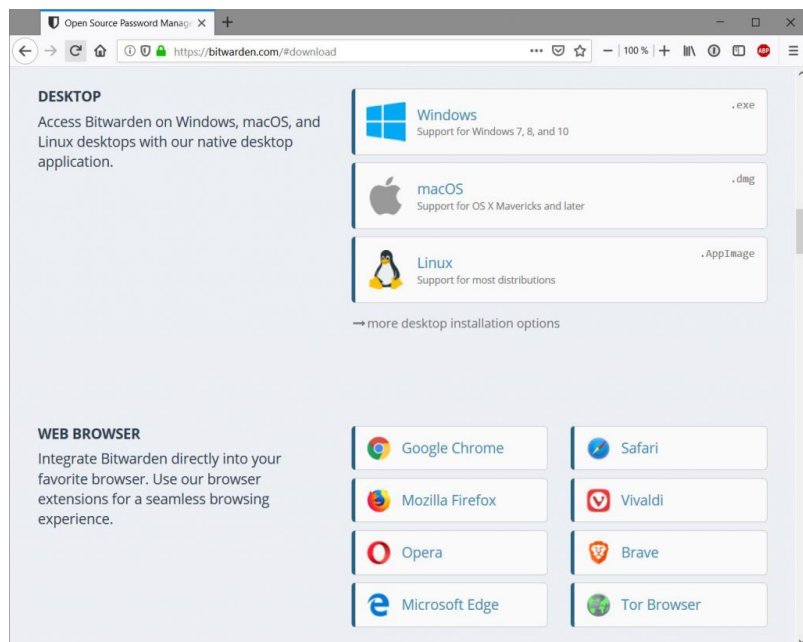 Open Source Password Manage
https://bitwarden.com/#download
100%
ABP
DESKTOP
Access Bitwarden on Windows, macOS, and
Linux desktops with our native desktop
application.
Windows
.exe
Support for Windows 7, 8, and 10
macOS
.dmg
Support for OS X Mavericks and later
Linux
.AppImage
Support for most distributions
→more desktop installation options
WEB BROWSER
Integrate Bitwarden directly into your
favorite browser. Use our browser
extensions for a seamless browsing
experience.
Google Chrome
Safari
Mozilla Firefox
Vivaldi
Opera
Brave
Microsoft Edge
Tor Browser